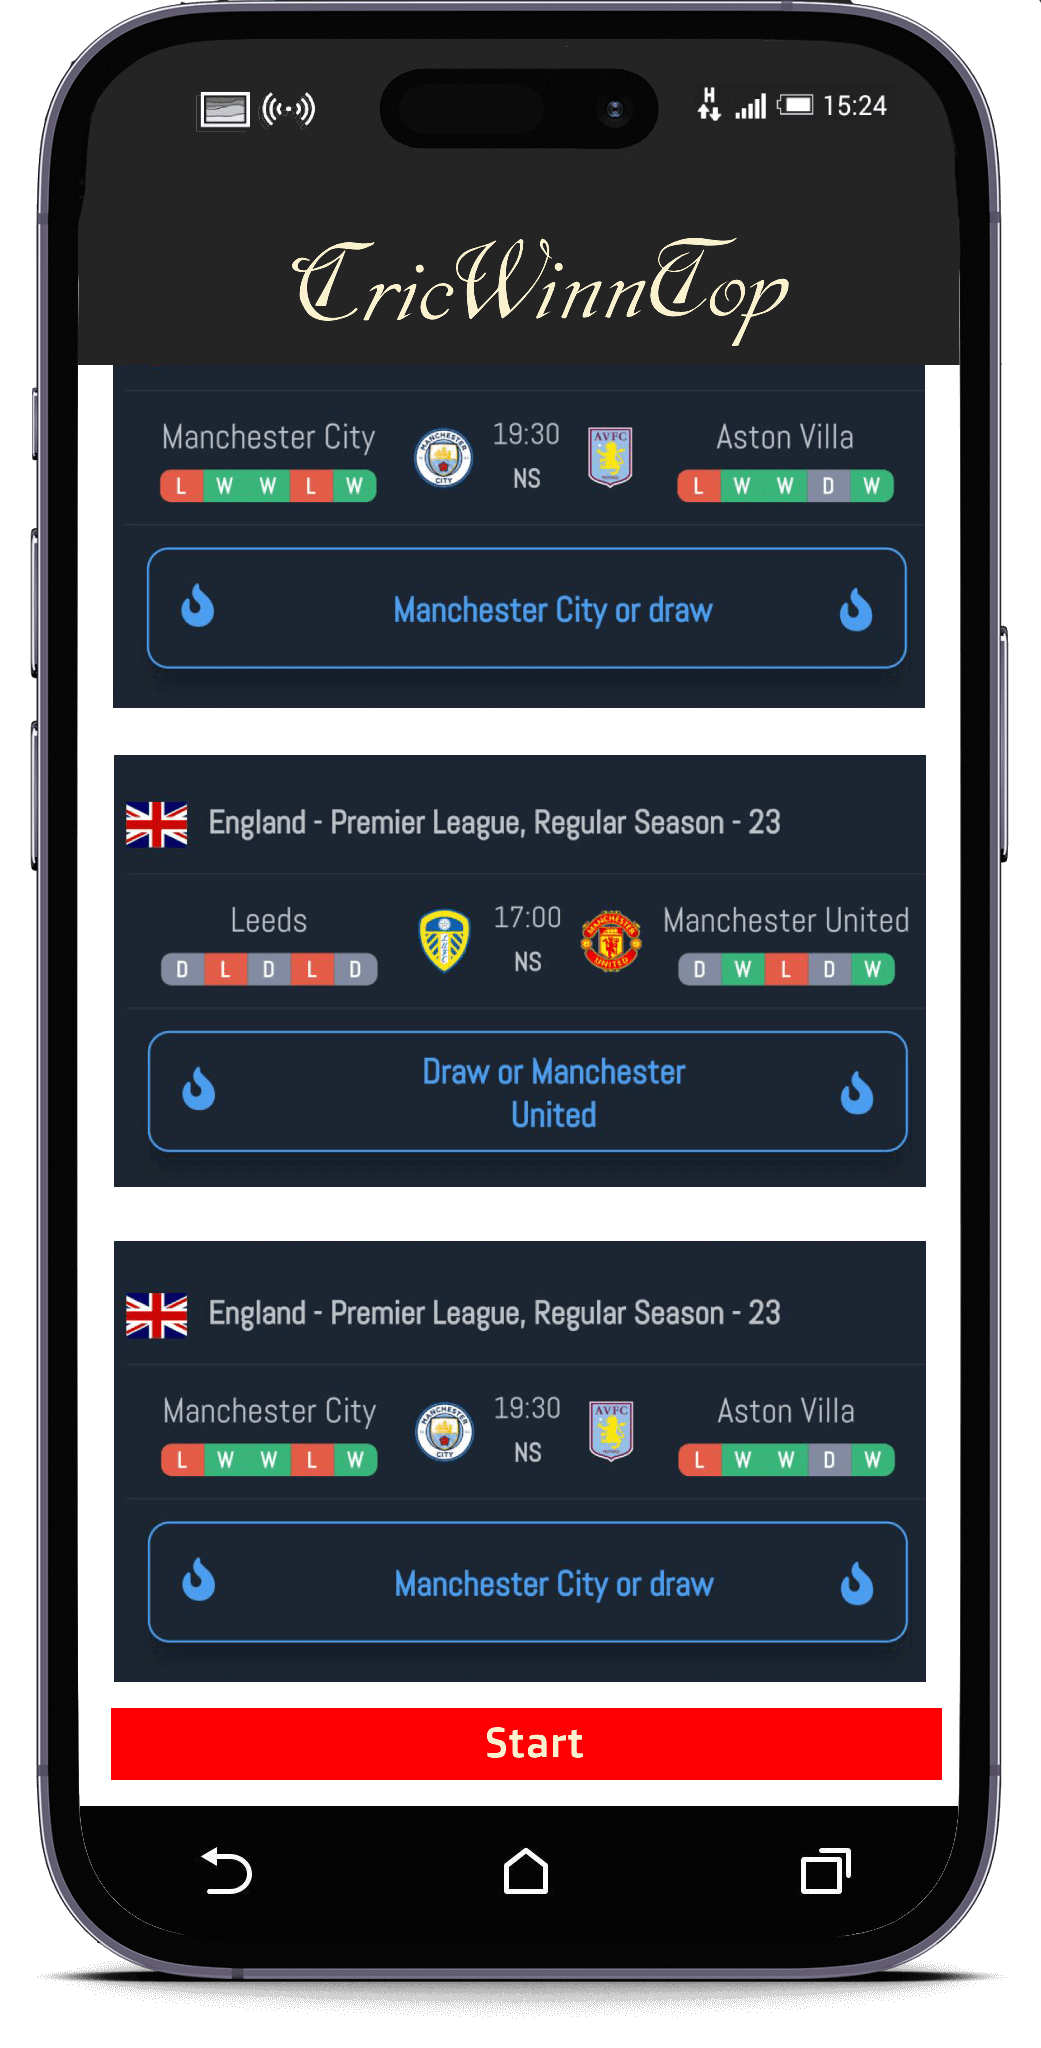 H
15:24
CricWinnTop
Manchester City 19:30 Aston Villa
L W W L W NS L W W D W
Manchester City or draw
England - Premier League, Regular Season - 23
Leeds 17:00 Manchester United
D L D L D NS D W L D W
Draw or Manchester
United
England - Premier League, Regular Season - 23
Manchester City 19:30 Aston Villa
L W W L W NS L W W D W
Manchester City or draw
Start